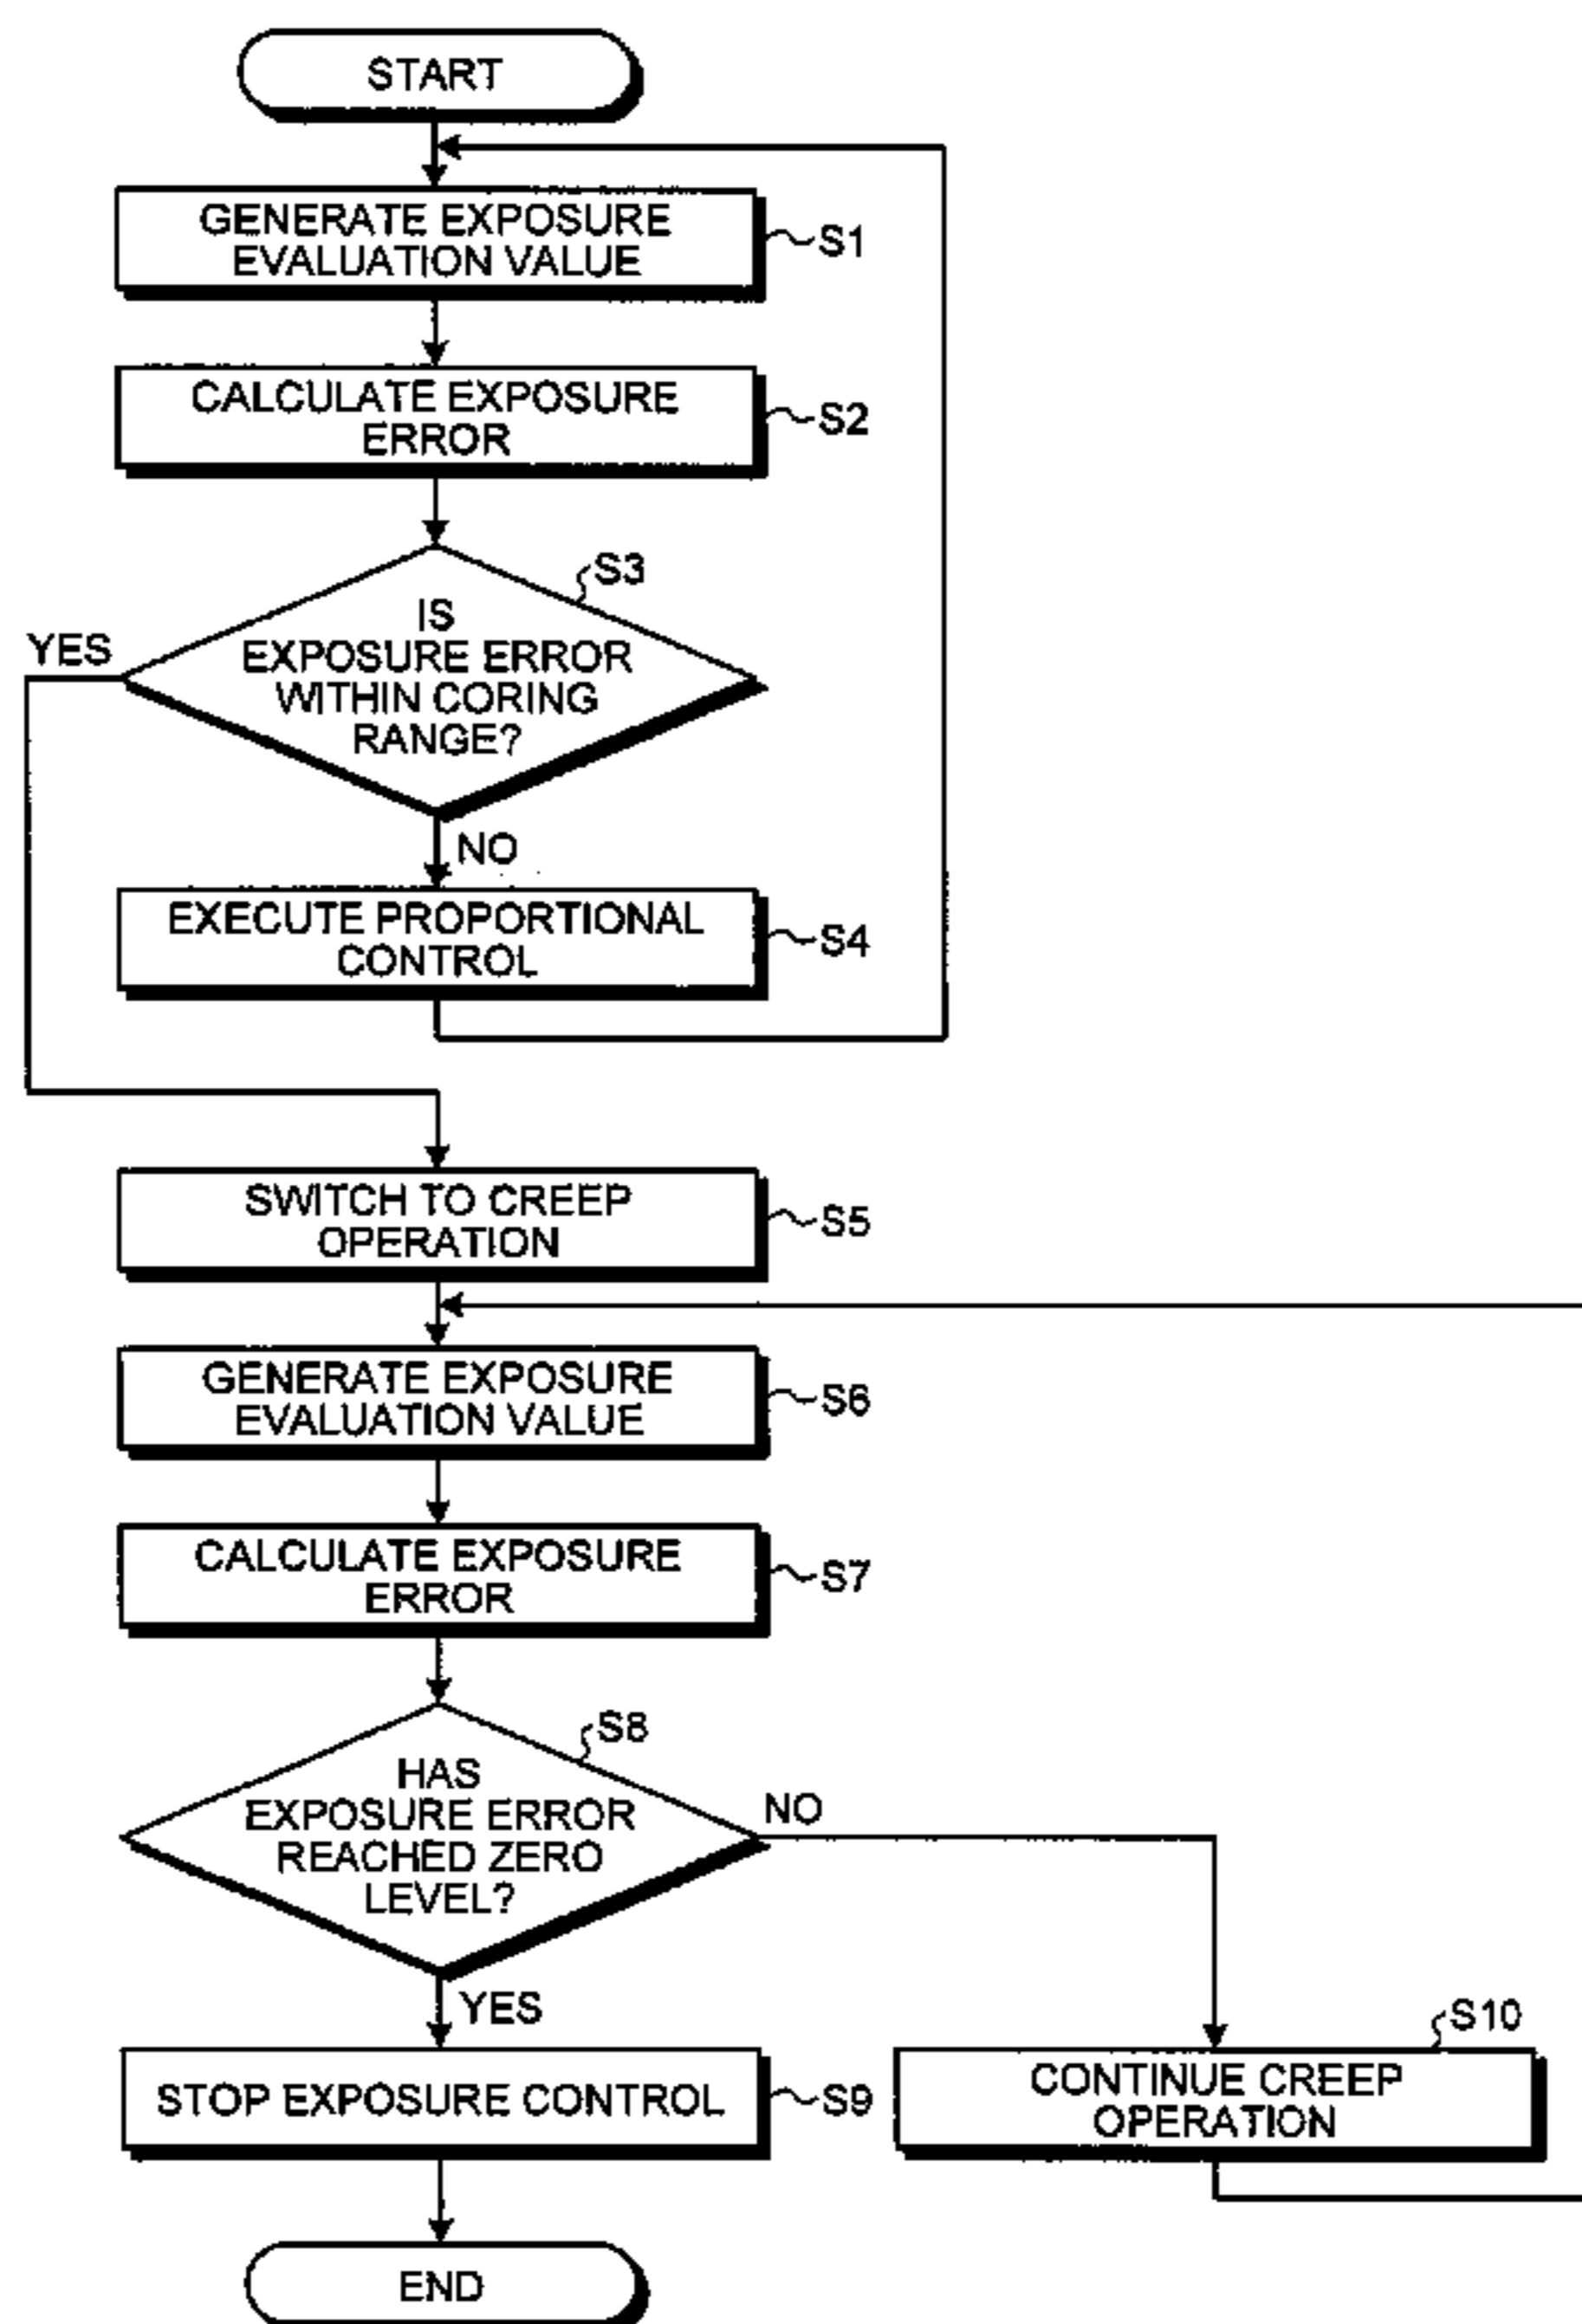 START
GENERATE EXPOSURE
EVALUATION VALUE
S1
CALCULATE EXPOSURE
ERROR
S2
S3
IS
EXPOSURE ERROR
WITHIN CORING
RANGE?
YES
NO
EXECUTE PROPORTIONAL
CONTROL
S4
SWITCH TO CREEP
OPERATION
S5
GENERATE EXPOSURE
EVALUATION VALUE
S6
CALCULATE EXPOSURE
ERROR
S7
S8
HAS
EXPOSURE ERROR
REACHED ZERO
LEVEL?
NO
YES
STOP EXPOSURE CONTROL
S9
S10
CONTINUE CREEP
OPERATION
END